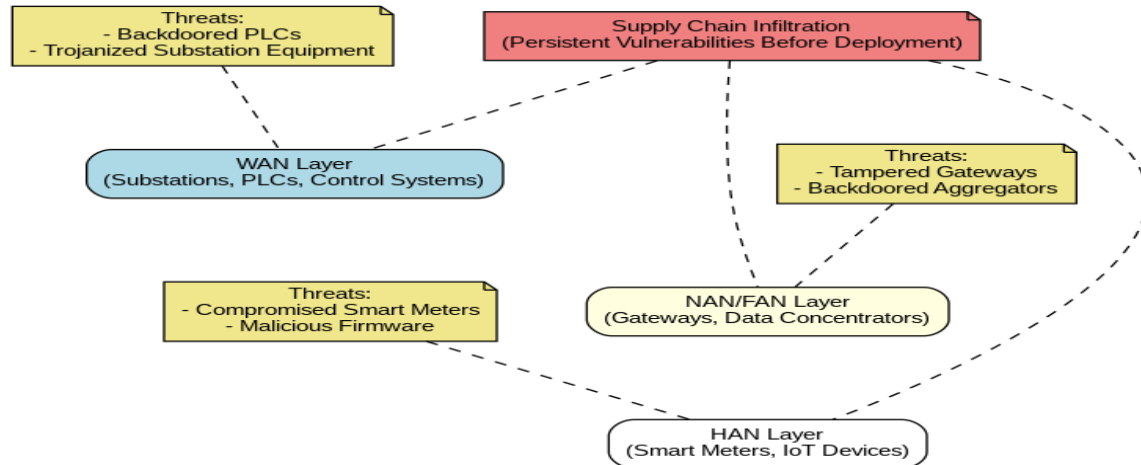 Threats:
- Backdoored PLCs
- Trojanized Substation Equipment
Supply Chain Infiltration
(Persistent Vulnerabilities Before Deployment)
WAN Layer
(Substations, PLCs, Control Systems)
Threats:
- Tampered Gateways
- Backdoored Aggregators
Threats:
- Compromised Smart Meters
- Malicious Firmware
NAN/FAN Layer
(Gateways, Data Concentrators)
HAN Layer
(Smart Meters, IoT Devices)